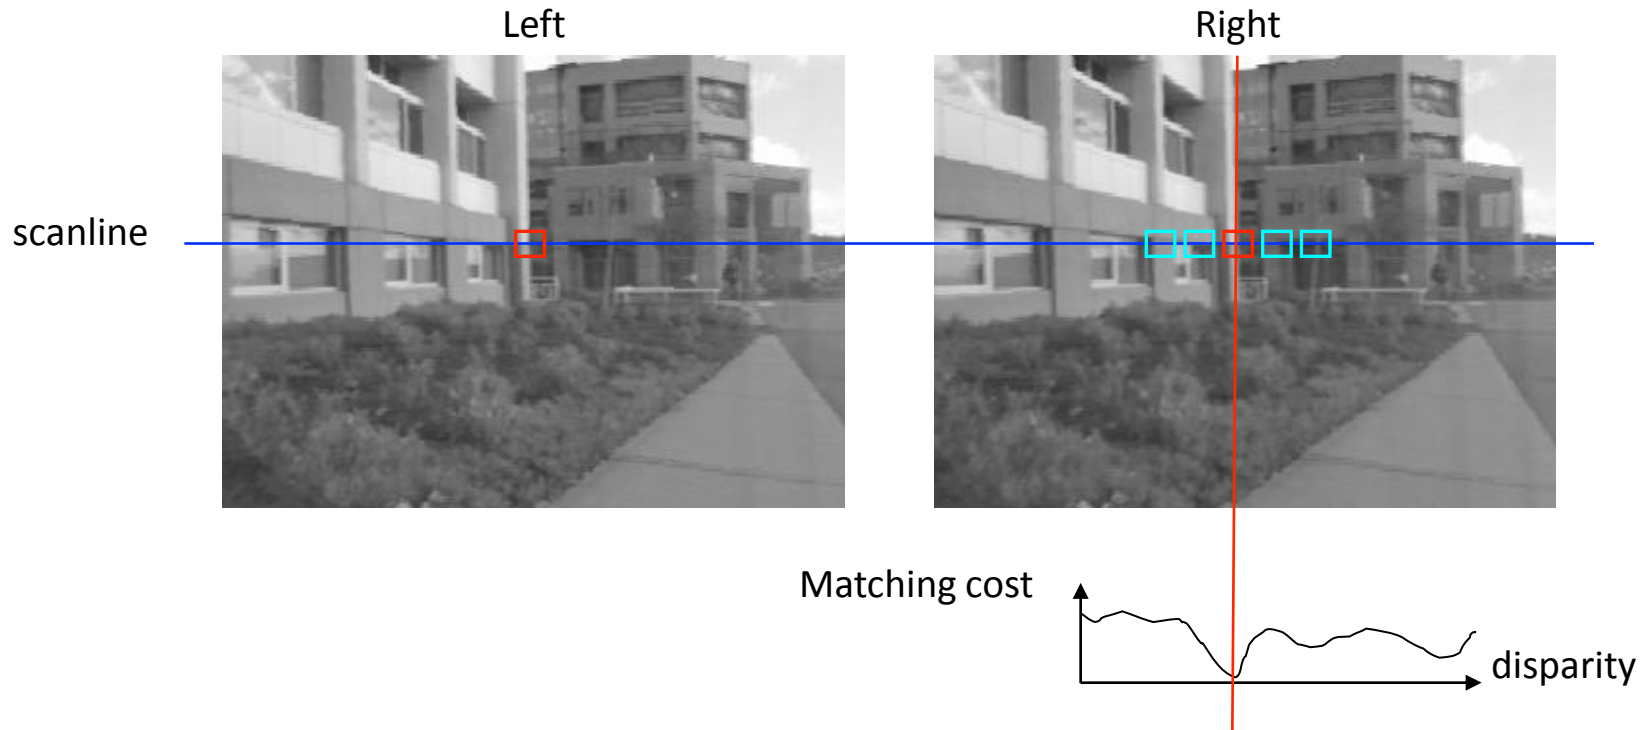 Left
Right
scanline
Matching cost
disparity